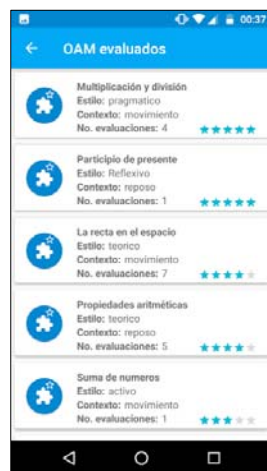 00:37
OAM evaluados
Multiplicación y división
Estilo: pragmatico
Contexto: movimiento
No. evaluaciones: 4
Participio de presente
Estilo: Reflexivo
Contexto: reposo
No. evaluaciones: 1
La recta en el espacio
Estilo: teorico
Contexto: movimiento
No. evaluaciones: 7
Propiedades aritméticas
Estilo: teorico
Contexto: reposo
No. evaluaciones: 5
Suma de numeros
Estilo: activo
Contexto: movimiento
No. evaluaciones: 1